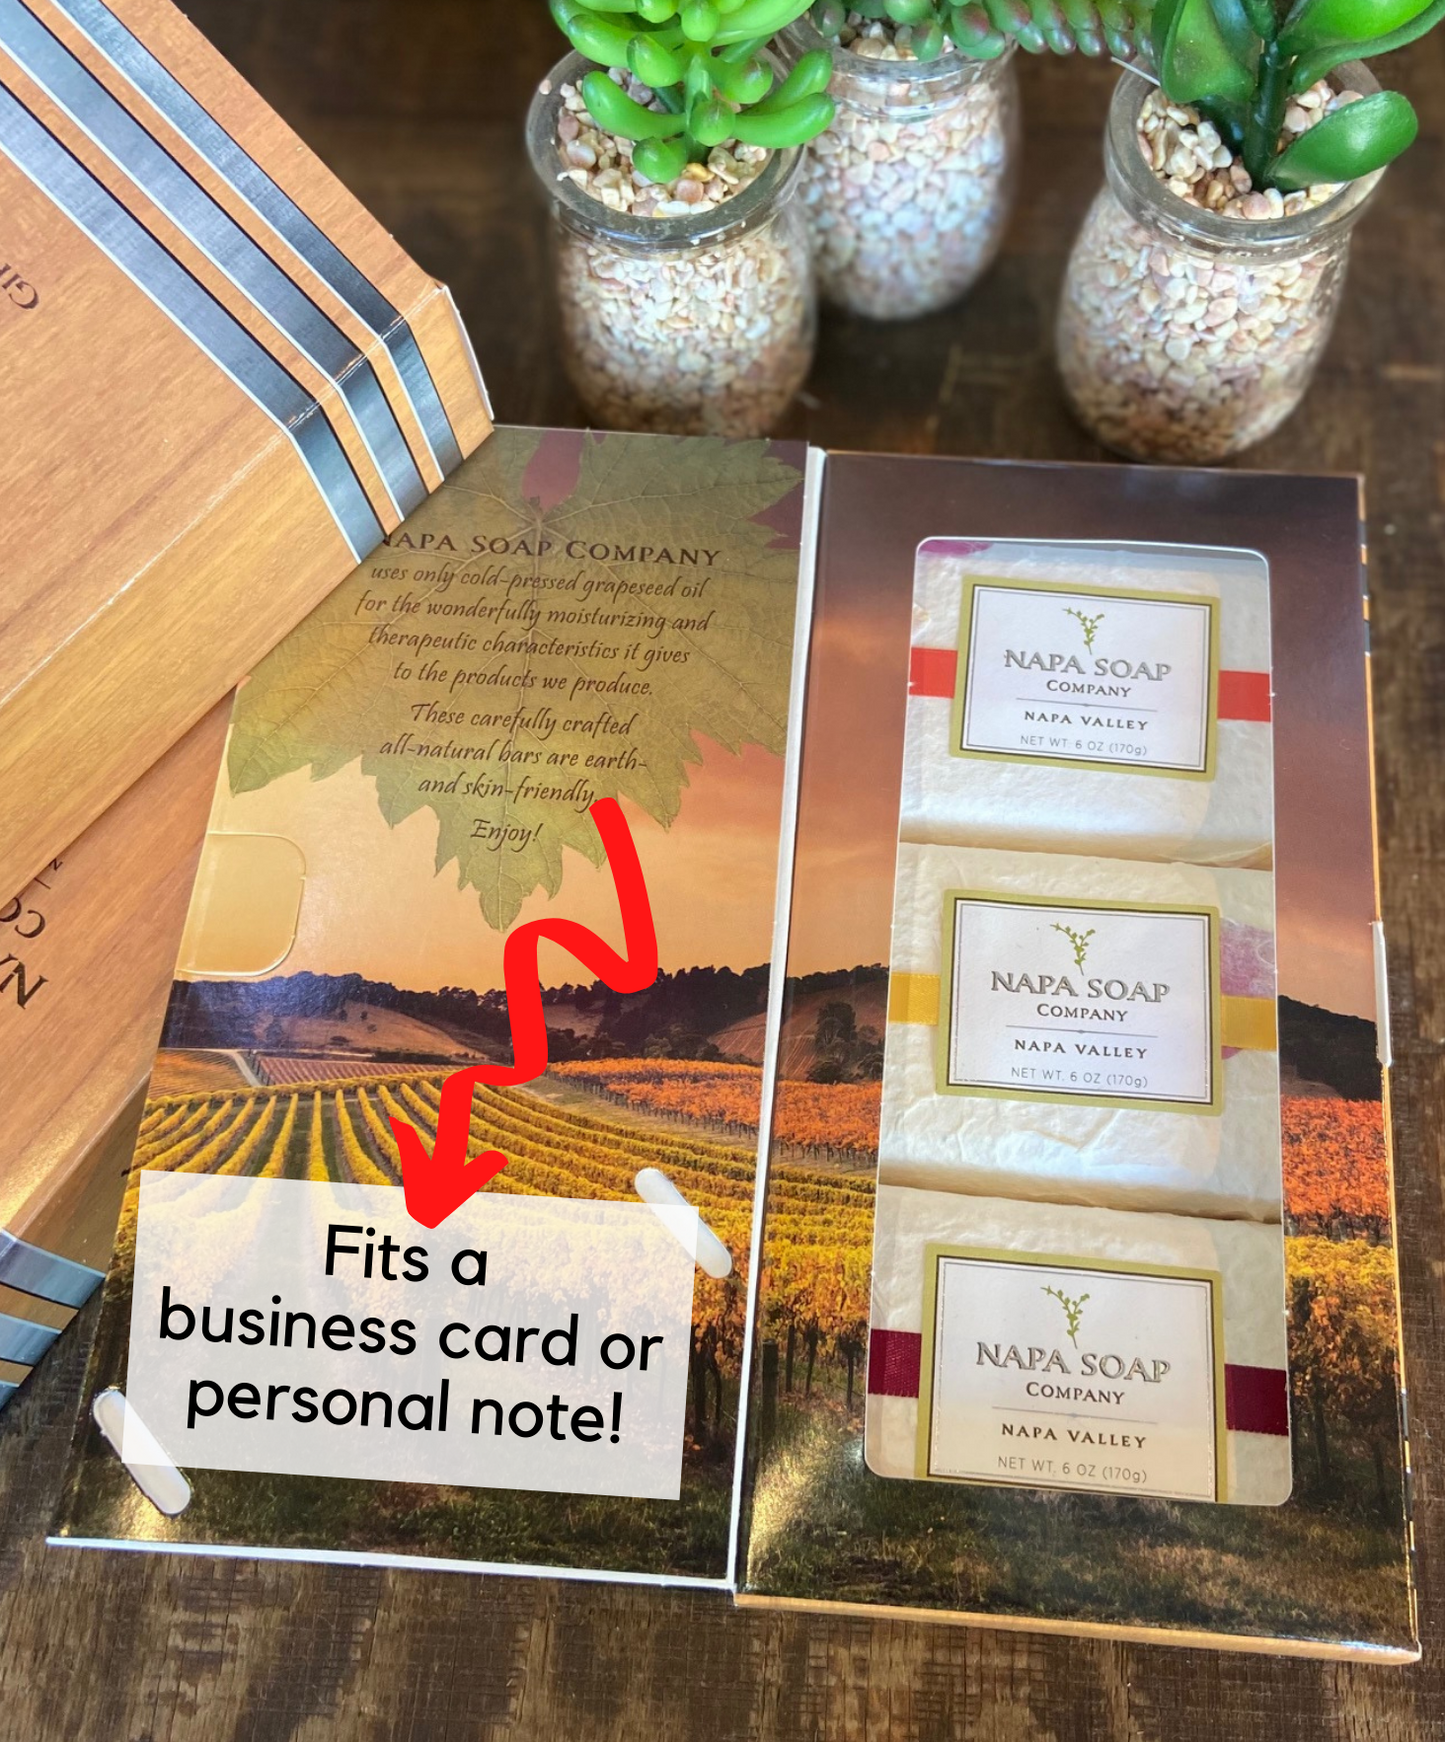 NAPA SOAP COMPANY
uses only cold-pressed grapeseed oil
for the wonderfully moisturizing and
therapeutic characteristics it gives
to the products we produce.
These carefully crafted
all-natural bars are earth-
and skin-friendly.
Enjoy!
Fits a
business card or
personal note!
NAPA SOAP
COMPANY
NAPA VALLEY
NET WT. 6 OZ (170g)
NAPA SOAP
COMPANY
NAPA VALLEY
NET WT. 6 OZ (170g)
NAPA SOAP
COMPANY
NAPA VALLEY
NET WT. 6 OZ (170g)